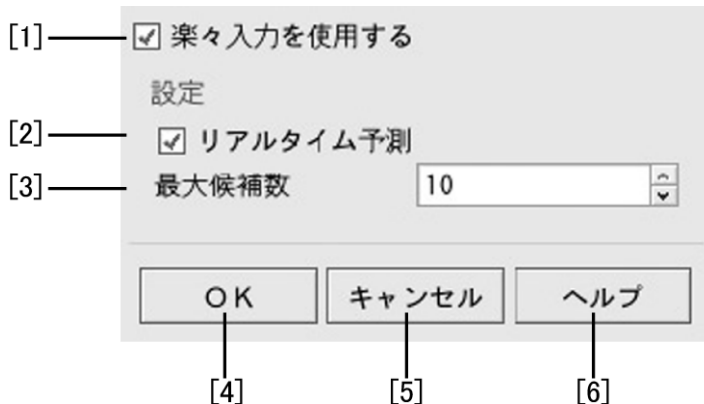 [1] 楽々入力を使用する
設定
[2] リアルタイム予測
[3] 最大候補数 10
OK キャンセル ヘルプ
[4] [5] [6]